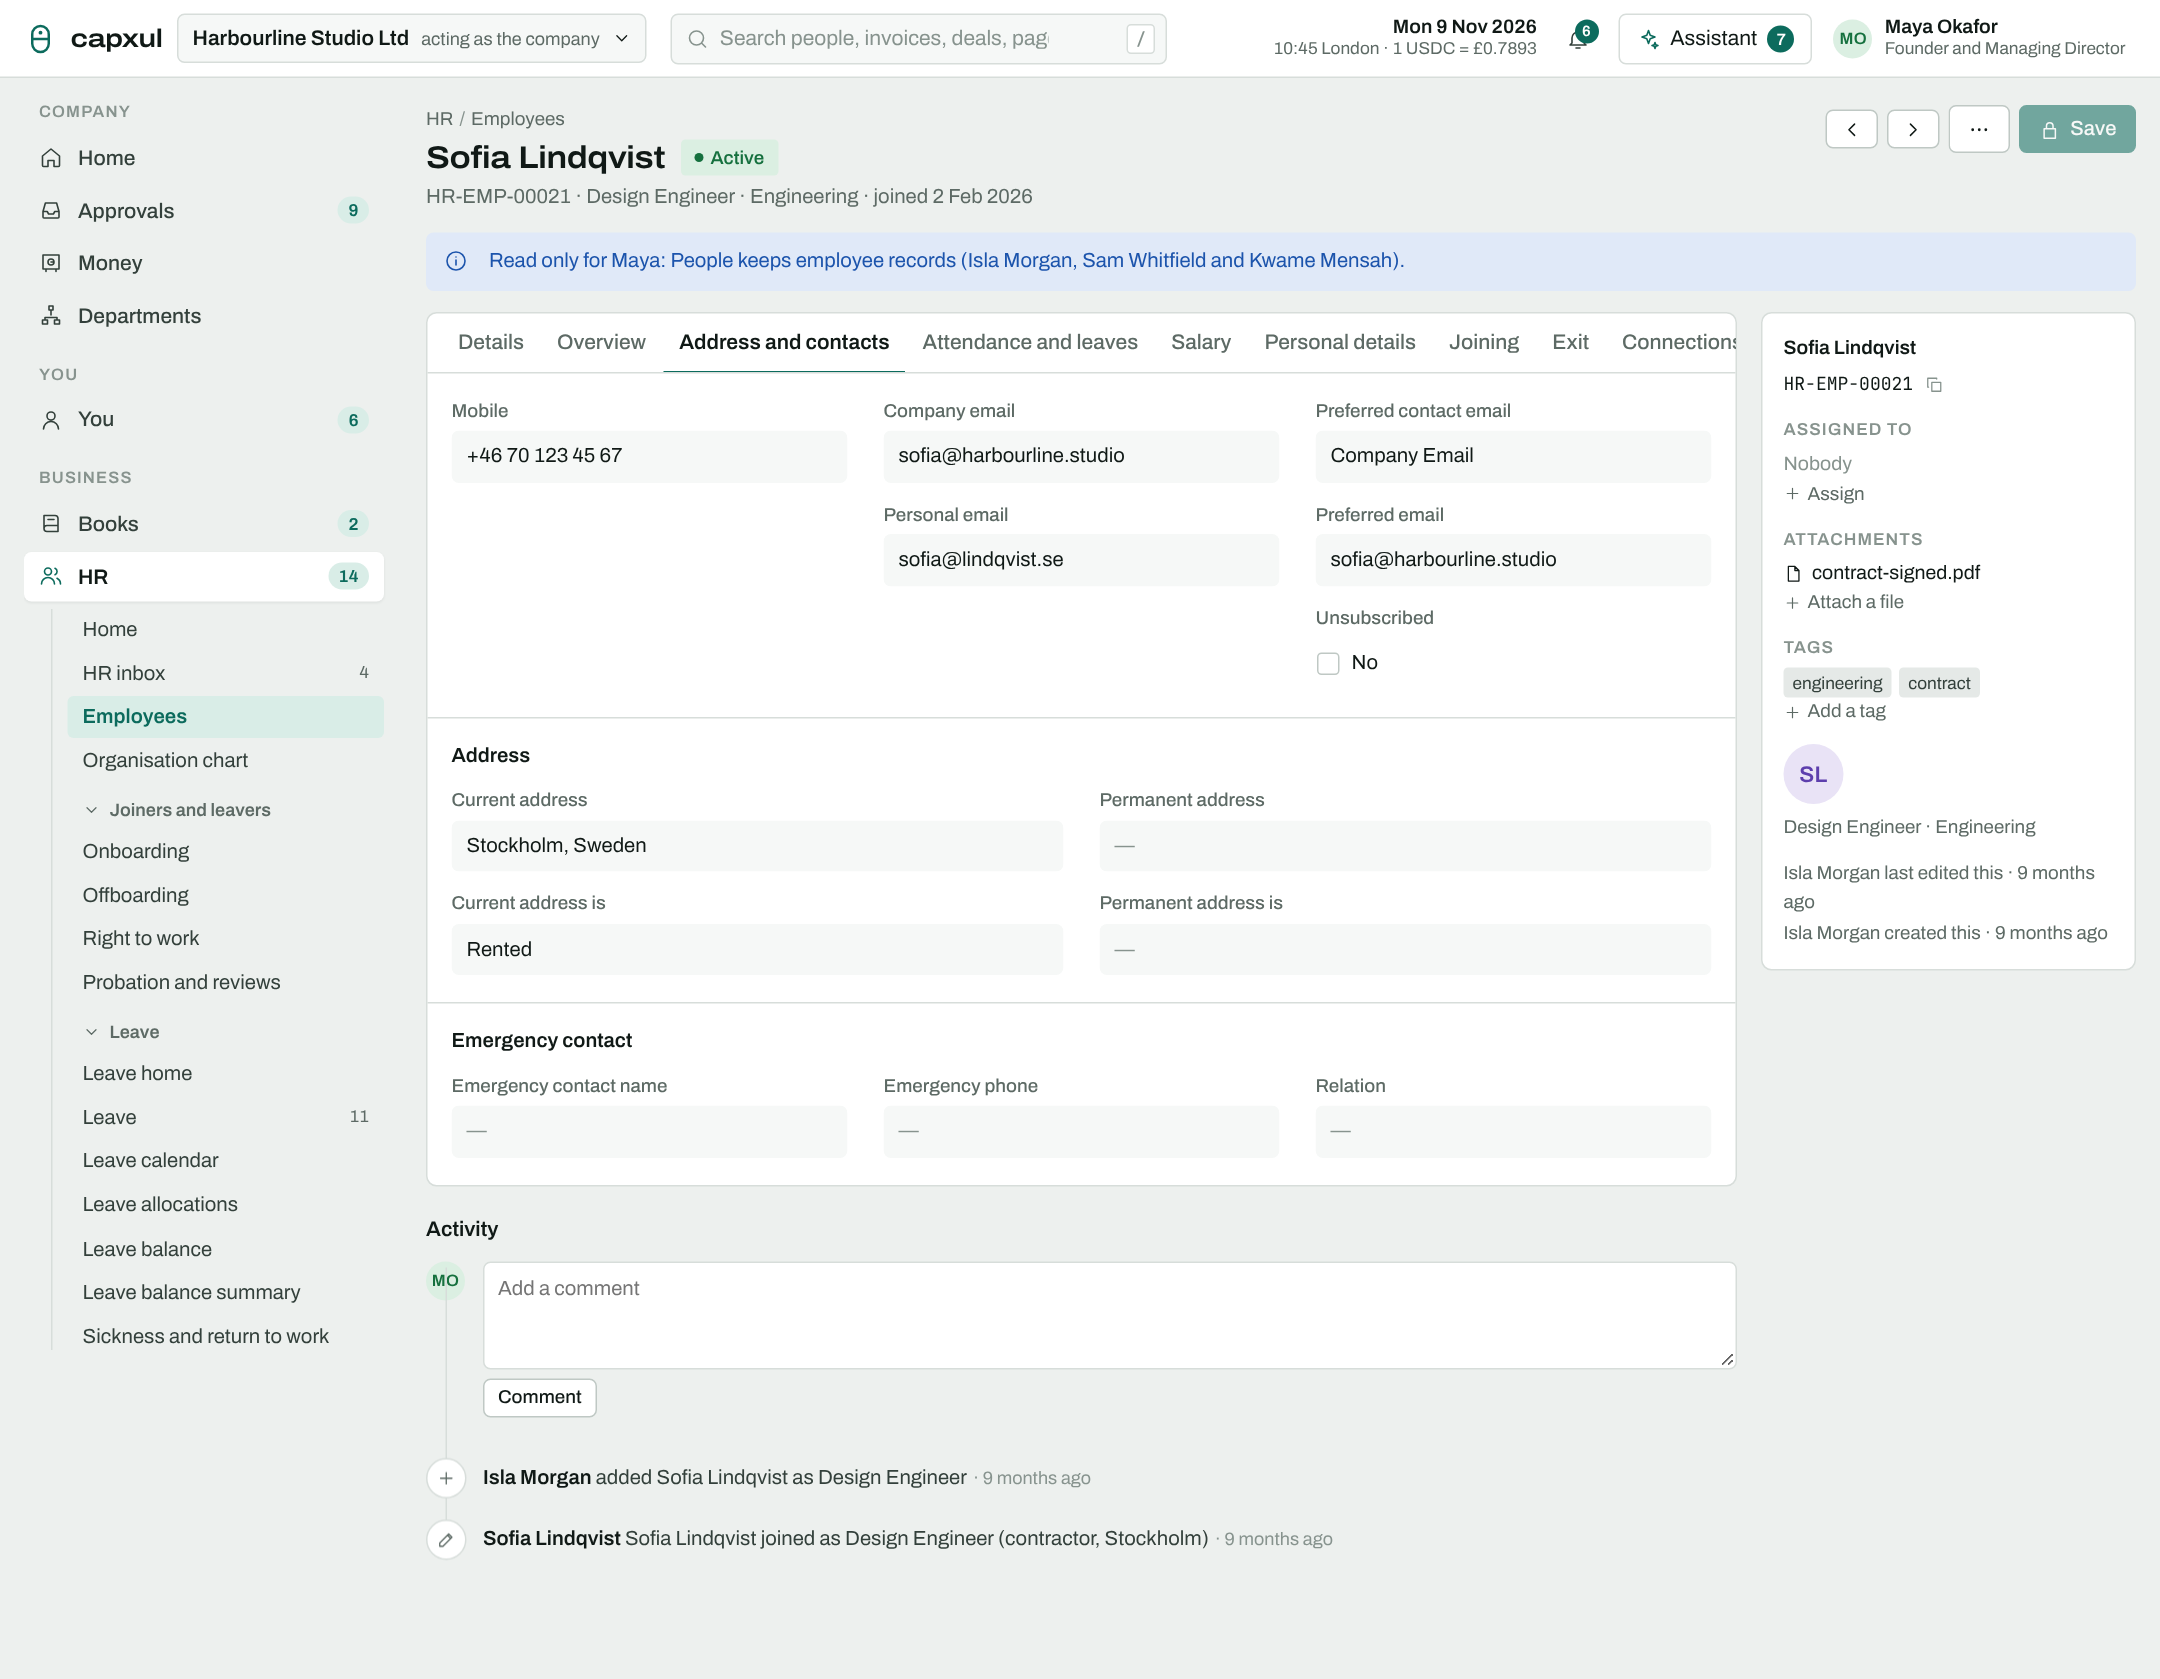 capxul
Harbourline Studio Ltd acting as the company
Search people, invoices, deals, pag
/
Mon 9 Nov 2026
10:45 London · 1 USDC = £0.7893
6
Assistant 7
MO
Maya Okafor
Founder and Managing Director
COMPANY
Home
Approvals 9
Money
Departments
YOU
You 6
BUSINESS
Books 2
HR 14
Home
HR inbox 4
Employees
Organisation chart
Joiners and leavers
Onboarding
Offboarding
Right to work
Probation and reviews
Leave
Leave home
Leave 11
Leave calendar
Leave allocations
Leave balance
Leave balance summary
Sickness and return to work
HR / Employees
Sofia Lindqvist Active
HR-EMP-00021 · Design Engineer · Engineering · joined 2 Feb 2026
... Save
Read only for Maya: People keeps employee records (Isla Morgan, Sam Whitfield and Kwame Mensah).
Details Overview Address and contacts Attendance and leaves Salary Personal details Joining Exit Connections
Mobile
+46 70 123 45 67
Company email
sofia@harbourline.studio
Personal email
sofia@lindqvist.se
Preferred contact email
Company Email
Preferred email
sofia@harbourline.studio
Unsubscribed
No
Address
Current address
Stockholm, Sweden
Permanent address
—
Current address is
Rented
Permanent address is
—
Emergency contact
Emergency contact name
—
Emergency phone
—
Relation
—
Activity
MO
Add a comment
Comment
Isla Morgan added Sofia Lindqvist as Design Engineer · 9 months ago
Sofia Lindqvist Sofia Lindqvist joined as Design Engineer (contractor, Stockholm) · 9 months ago
Sofia Lindqvist
HR-EMP-00021
ASSIGNED TO
Nobody
+ Assign
ATTACHMENTS
contract-signed.pdf
+ Attach a file
TAGS
engineering contract
+ Add a tag
SL
Design Engineer · Engineering
Isla Morgan last edited this · 9 months
ago
Isla Morgan created this · 9 months ago